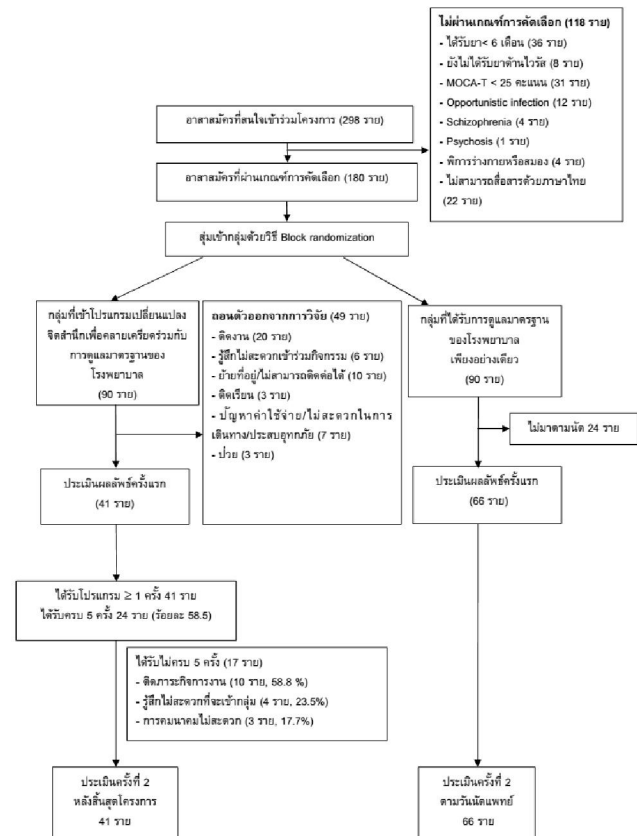 ไม่ผ่านเกณฑ์การคัดเลือก (118 ราย)
- ได้รับยา< 6 เดือน (36 ราย)
- ยังไม่ได้รับยาต้านไวรัส (8 ราย)
- MOCA-T < 25 คะแนน (31 ราย)
- Opportunistic infection (12 ราย)
- Schizophrenia (4 ราย)
- Psychosis (1 ราย)
- พิการร่างกายหรือสมอง (4 ราย)
- ไม่สามารถสื่อสารด้วยภาษาไทย
(22 ราย)
อาสาสมัครที่สนใจเข้าร่วมโครงการ (298 ราย)
อาสาสมัครที่ผ่านเกณฑ์การคัดเลือก (180 ราย)
สุ่มเข้ากลุ่มด้วยวิธี Block randomization
กลุ่มที่เข้าโปรแกรมเปลี่ยนแปลง
จิตสำนึกเพื่อคลายเครียดร่วมกับ
การดูแลมาตรฐานของ
โรงพยาบาล
(90 ราย)
ถอนตัวออกจากการวิจัย (49 ราย)
- ติดงาน (20 ราย)
- รู้สึกไม่สะดวกเข้าร่วมกิจกรรม (6 ราย)
- ย้ายที่อยู่/ไม่สามารถติดต่อได้ (10 ราย)
- ติดเรียน (3 ราย)
- ปัญหาค่าใช้จ่าย/ไม่สะดวกในการ
เดินทาง/ประสบอุทกภัย (7 ราย)
- ป่วย (3 ราย)
กลุ่มที่ได้รับการดูแลมาตรฐาน
ของโรงพยาบาล
เพียงอย่างเดียว
(90 ราย)
ไม่มาตามนัด 24 ราย
ประเมินผลลัพธ์ครั้งแรก
(41 ราย)
ประเมินผลลัพธ์ครั้งแรก
(66 ราย)
ได้รับโปรแกรม ≥ 1 ครั้ง 41 ราย
ได้รับครบ 5 ครั้ง 24 ราย (ร้อยละ 58.5)
ได้รับไม่ครบ 5 ครั้ง (17 ราย)
- ติดภาระกิจการงาน (10 ราย, 58.8 %)
- รู้สึกไม่สะดวกที่จะเข้ากลุ่ม (4 ราย, 23.5%)
- การคมนาคมไม่สะดวก (3 ราย, 17.7%)
ประเมินครั้งที่ 2
หลังสิ้นสุดโครงการ
41 ราย
ประเมินครั้งที่ 2
ตามวันนัดแพทย์
66 ราย